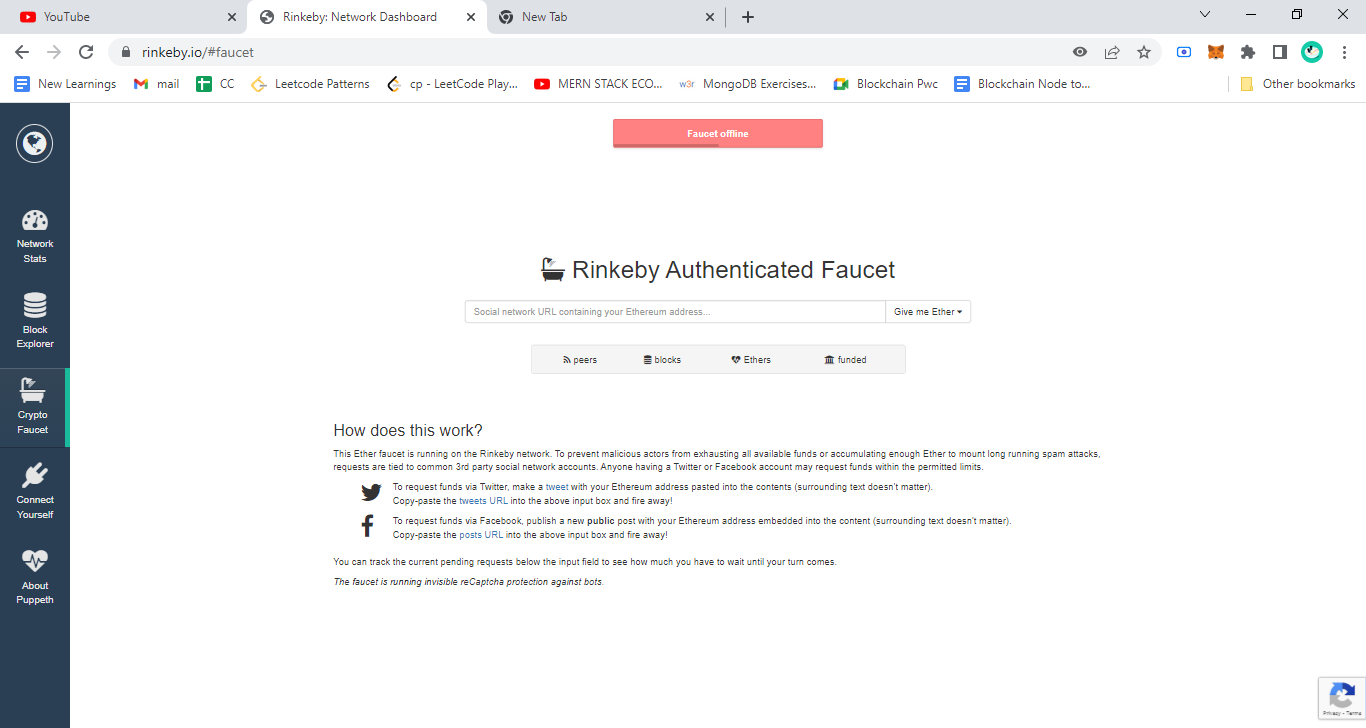 YouTube
Rinkeby: Network Dashboard
New Tab
rinkeby.io/#faucet
New Learnings
mail
CC
Leetcode Patterns
cp - LeetCode Play...
MERN STACK ECO...
w3r
MongoDB Exercises...
Blockchain Pwc
Blockchain Node to...
Other bookmarks
Faucet offline
Network
Stats
Block
Explorer
Crypto
Faucet
Connect
Yourself
About
Puppeth
Rinkeby Authenticated Faucet
Social network URL containing your Ethereum address...
Give me Ether
peers
blocks
Ethers
funded
How does this work?
This Ether faucet is running on the Rinkeby network. To prevent malicious actors from exhausting all available funds or accumulating enough Ether to mount long running spam attacks,
requests are tied to common 3rd party social network accounts. Anyone having a Twitter or Facebook account may request funds within the permitted limits.
To request funds via Twitter, make a tweet with your Ethereum address pasted into the contents (surrounding text doesn't matter).
Copy-paste the tweets URL into the above input box and fire away!
To request funds via Facebook, publish a new public post with your Ethereum address embedded into the content (surrounding text doesn't matter).
Copy-paste the posts URL into the above input box and fire away!
You can track the current pending requests below the input field to see how much you have to wait until your turn comes.
The faucet is running invisible reCaptcha protection against bots.
Privacy - Terms